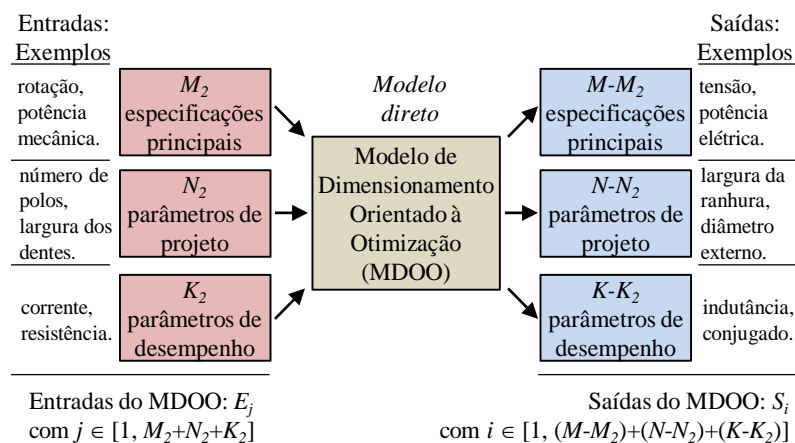 Entradas:
Exemplos
rotação,
potência
mecânica.
número de
polos,
largura dos
dentes.
corrente,
resistência.
M₂
especificações
principais
N₂
parâmetros de
projeto
K₂
parâmetros de
desempenho
Modelo
direto
Modelo de
Dimensionamento
Orientado à
Otimização
(MDOO)
M-M₂
especificações
principais
N-N₂
parâmetros de
projeto
K-K₂
parâmetros de
desempenho
Saídas:
Exemplos
tensão,
potência
elétrica.
largura da
ranhura,
diâmetro
externo.
indutância,
conjugado.
Entradas do MDOO: Eⱼ
com j ∈ [1, M₂+N₂+K₂]
Saídas do MDOO: Sᵢ
com i ∈ [1, (M-M₂)+(N-N₂)+(K-K₂)]